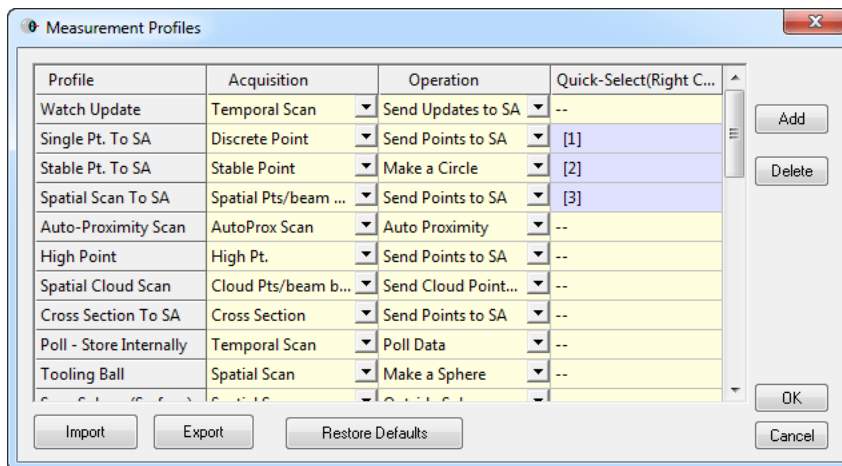 Measurement Profiles
Profile Acquisition Operation Quick-Select(Right C...
Watch Update Temporal Scan Send Updates to SA --
Single Pt. To SA Discrete Point Send Points to SA [1]
Stable Pt. To SA Stable Point Make a Circle [2]
Spatial Scan To SA Spatial Pts/beam ... Send Points to SA [3]
Auto-Proximity Scan AutoProx Scan Auto Proximity --
High Point High Pt. Send Points to SA --
Spatial Cloud Scan Cloud Pts/beam b... Send Cloud Point... --
Cross Section To SA Cross Section Send Points to SA --
Poll - Store Internally Temporal Scan Poll Data --
Tooling Ball Spatial Scan Make a Sphere --
Add
Delete
OK
Cancel
Import Export Restore Defaults